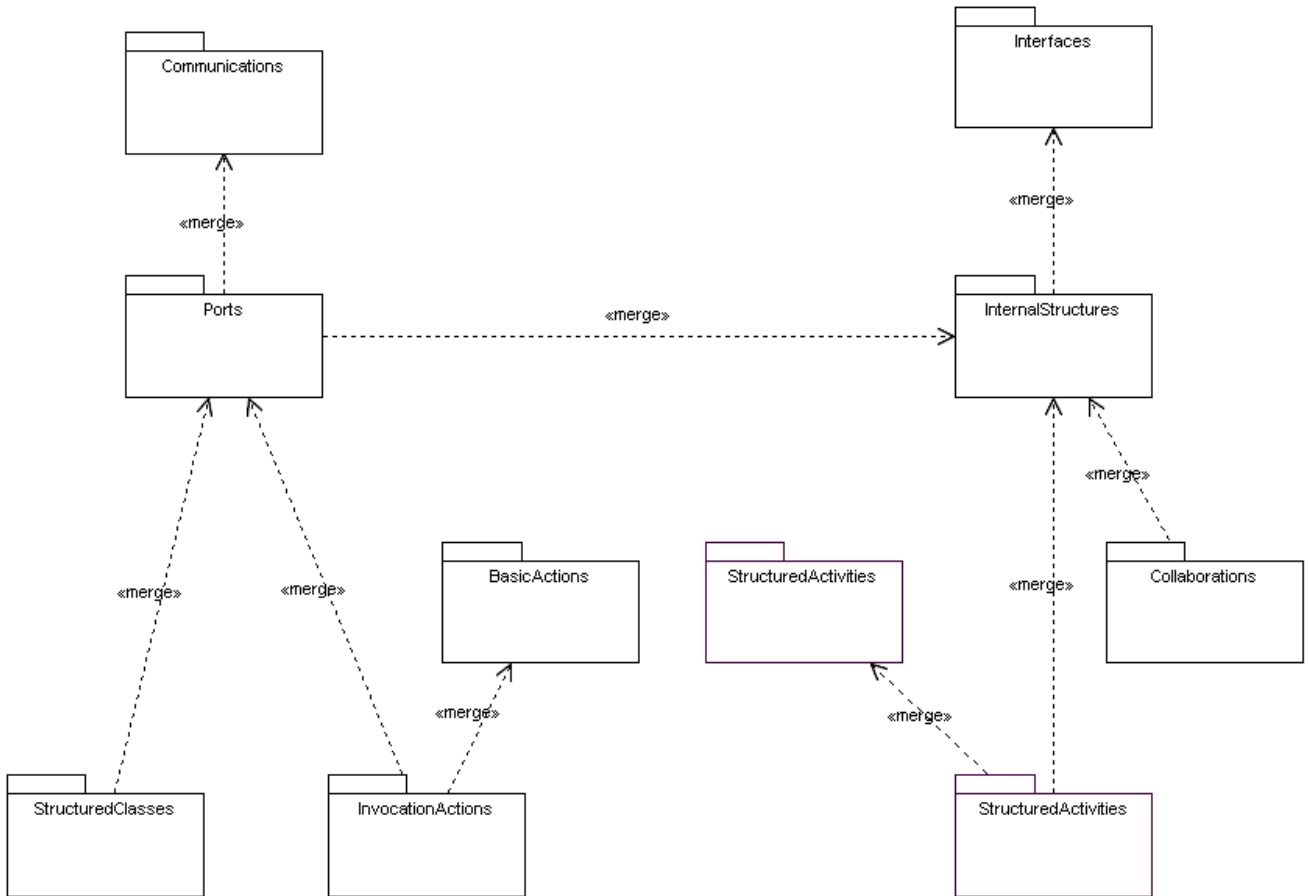 Interfaces
Communications
«merge»
«merge»
Ports
InternalStructures
«merge»
«merge»
BasicActions
StructuredActivities
Collaborations
«merge»
«merge»
«merge»
«merge»
«merge»
StructuredClasses
InvocationActions
StructuredActivities